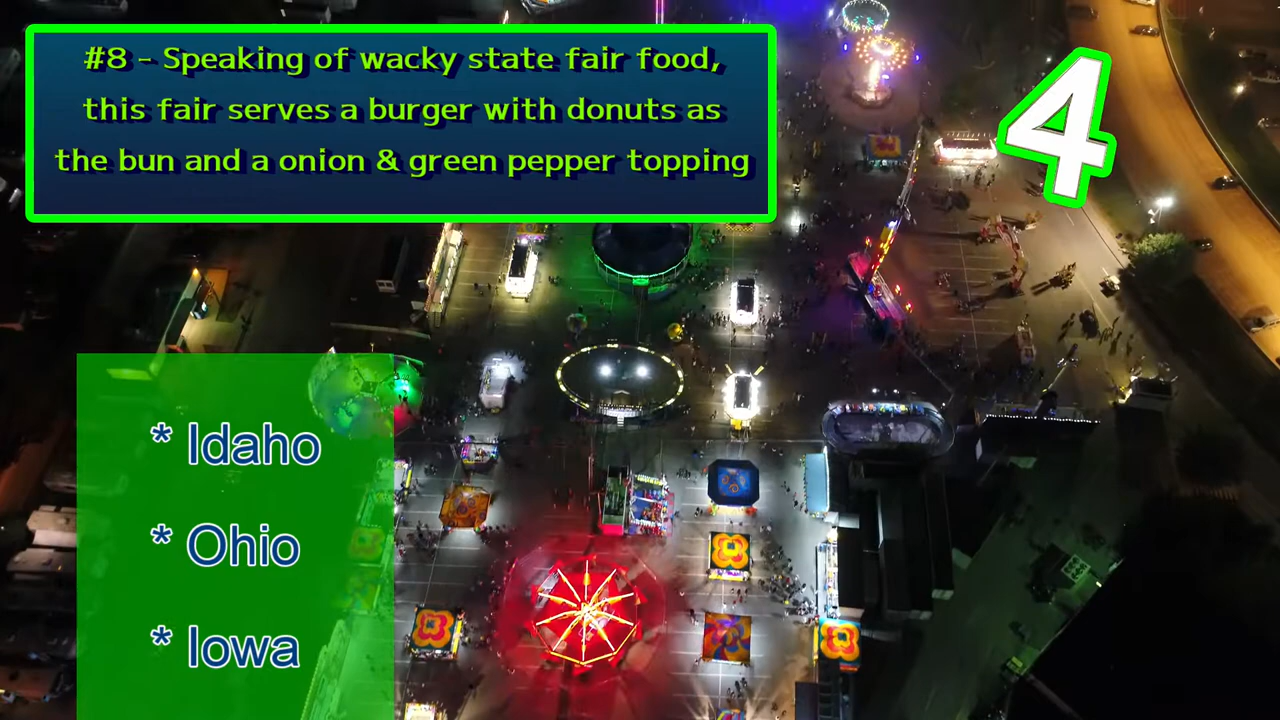 #8 - Speaking of wacky state fair food,
this fair serves a burger with donuts as
the bun and a onion & green pepper topping
4
* Idaho
* Ohio
* Iowa